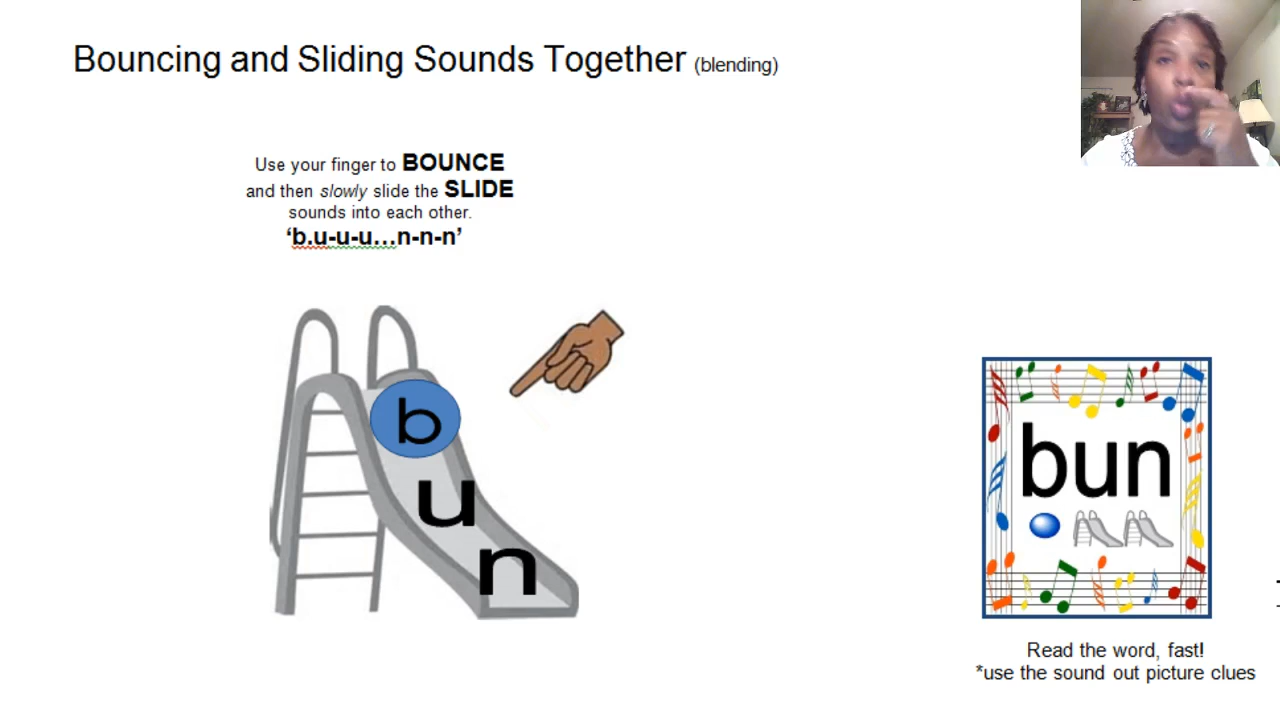 Bouncing and Sliding Sounds Together (blending)
Use your finger to BOUNCE
and then slowly slide the SLIDE
sounds into each other.
‘b.u-u-u…n-n-n’
b
u
n
bun
Read the word, fast!
*use the sound out picture clues